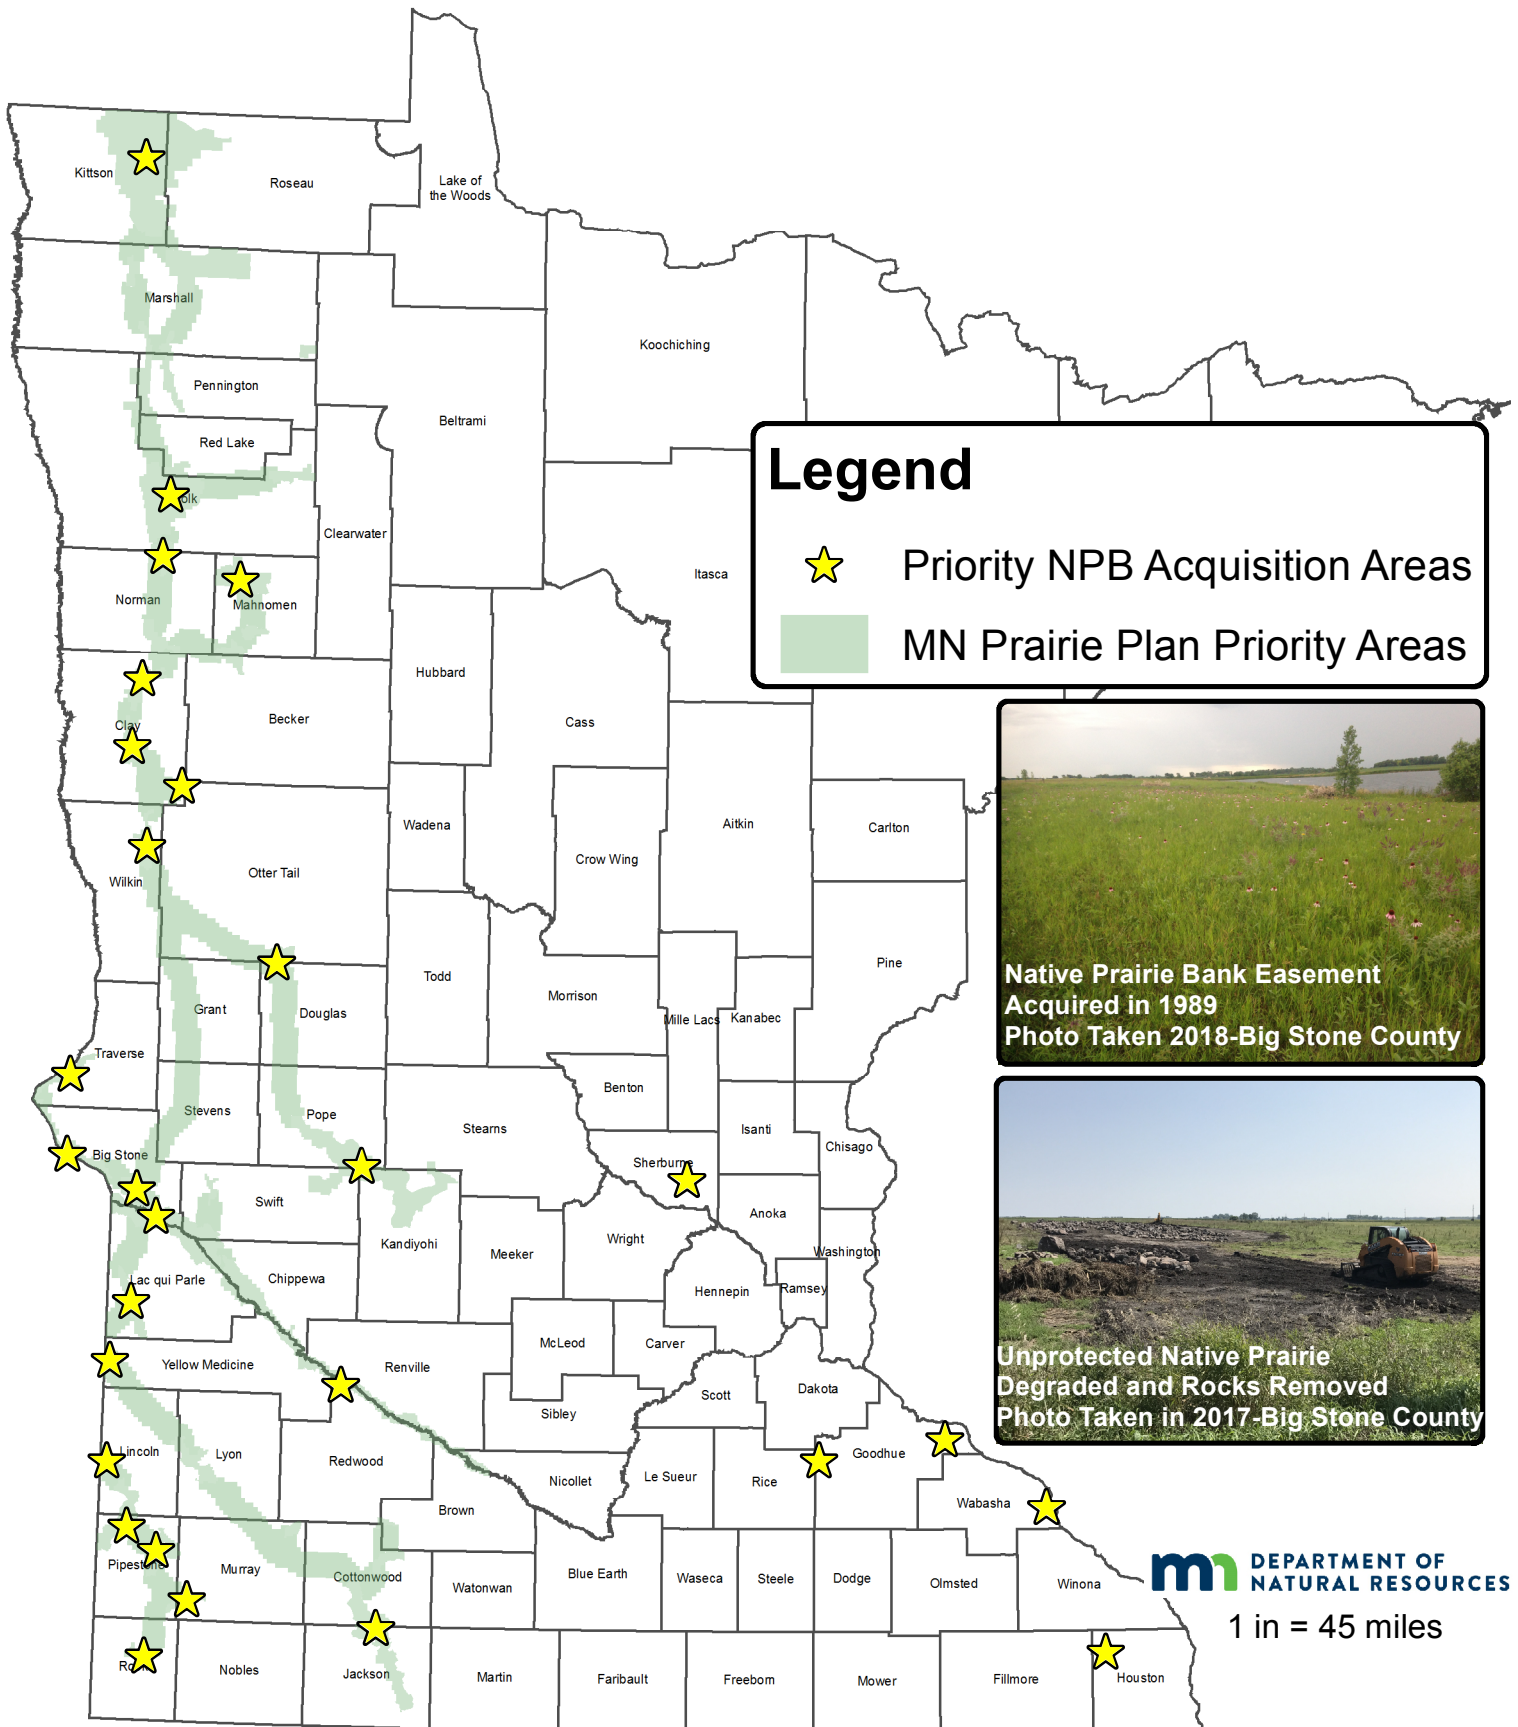 Kittson
Roseau
Lake of
the Woods
Marshall
Koochiching
Pennington
Beltrami
Red Lake
Legend
Priority NPB Acquisition Areas
MN Prairie Plan Priority Areas
olk
Clearwater
Itasca
Norman
Mahnomen
Hubbard
Clay
Becker
Cass
Wadena
Aitkin
Carlton
Crow Wing
Wilkin
Otter Tail
Todd
Morrison
Pine
Native Prairie Bank Easement
Acquired in 1989
Photo Taken 2018-Big Stone County
Grant
Douglas
Mille Lacs
Kanabec
Traverse
Benton
Stevens
Pope
Stearns
Isanti
Chisago
Big Stone
Sherburne
Swift
Anoka
Kandiyohi
Meeker
Wright
Washington
Lac qui Parle
Chippewa
Hennepin
Ramsey
McLeod
Carver
Yellow Medicine
Renville
Scott
Dakota
Sibley
Unprotected Native Prairie
Degraded and Rocks Removed
Photo Taken in 2017-Big Stone County
Lincoln
Lyon
Redwood
Nicollet
Le Sueur
Rice
Goodhue
Brown
Wabasha
Pipestone
Murray
Cottonwood
Watonwan
Blue Earth
Waseca
Steele
Dodge
Olmsted
Winona
mn DEPARTMENT OF
NATURAL RESOURCES
1 in = 45 miles
Nobles
Jackson
Martin
Faribault
Freeborn
Mower
Fillmore
Houston